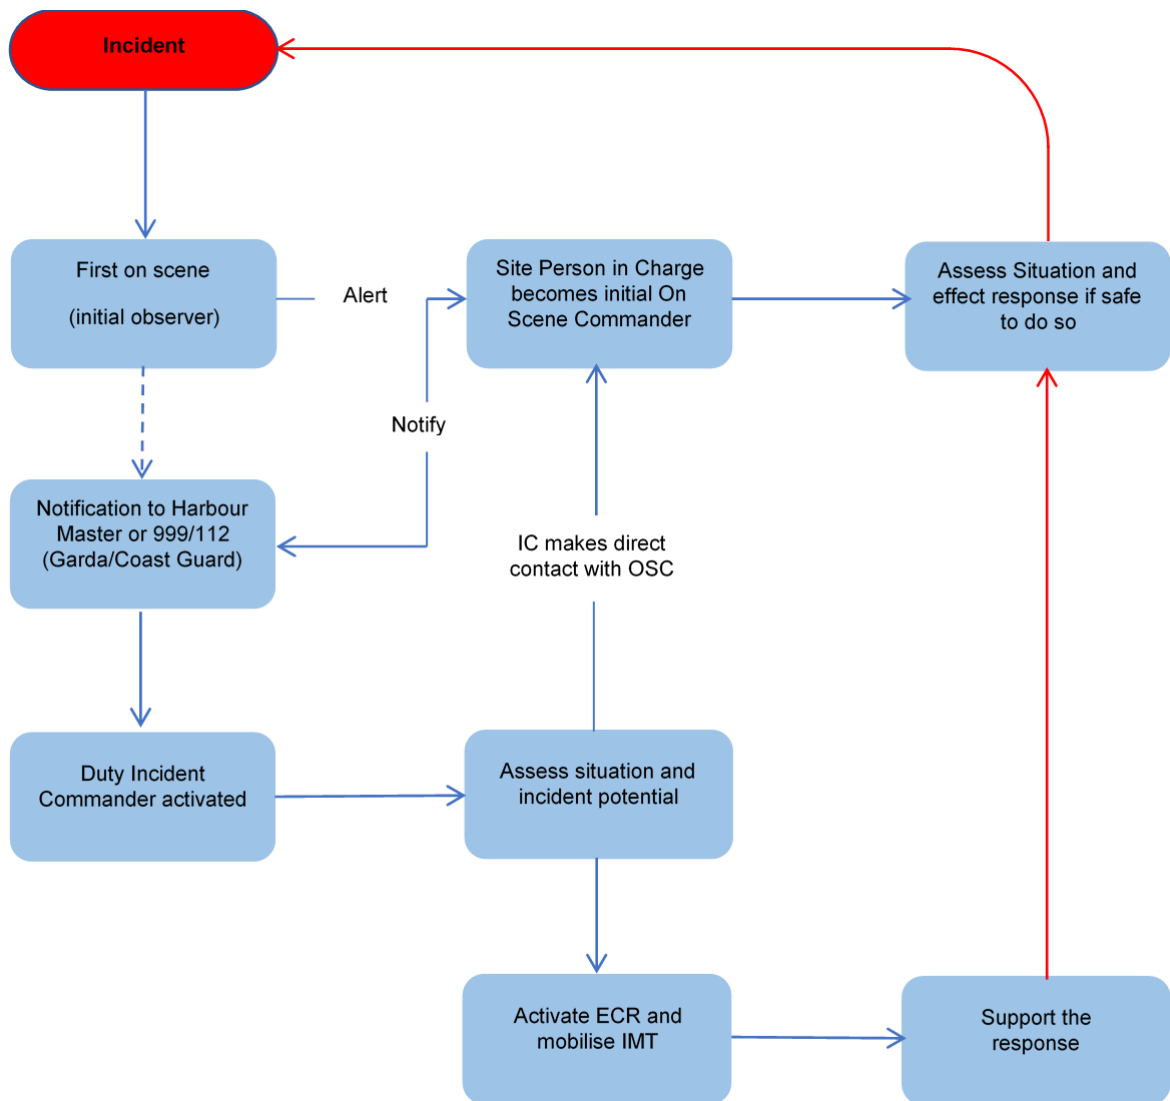 Incident
First on scene
(initial observer)
Alert
Site Person in Charge
becomes initial On
Scene Commander
Assess Situation and
effect response if safe
to do so
Notify
Notification to Harbour
Master or 999/112
(Garda/Coast Guard)
IC makes direct
contact with OSC
Duty Incident
Commander activated
Assess situation and
incident potential
Activate ECR and
mobilise IMT
Support the
response